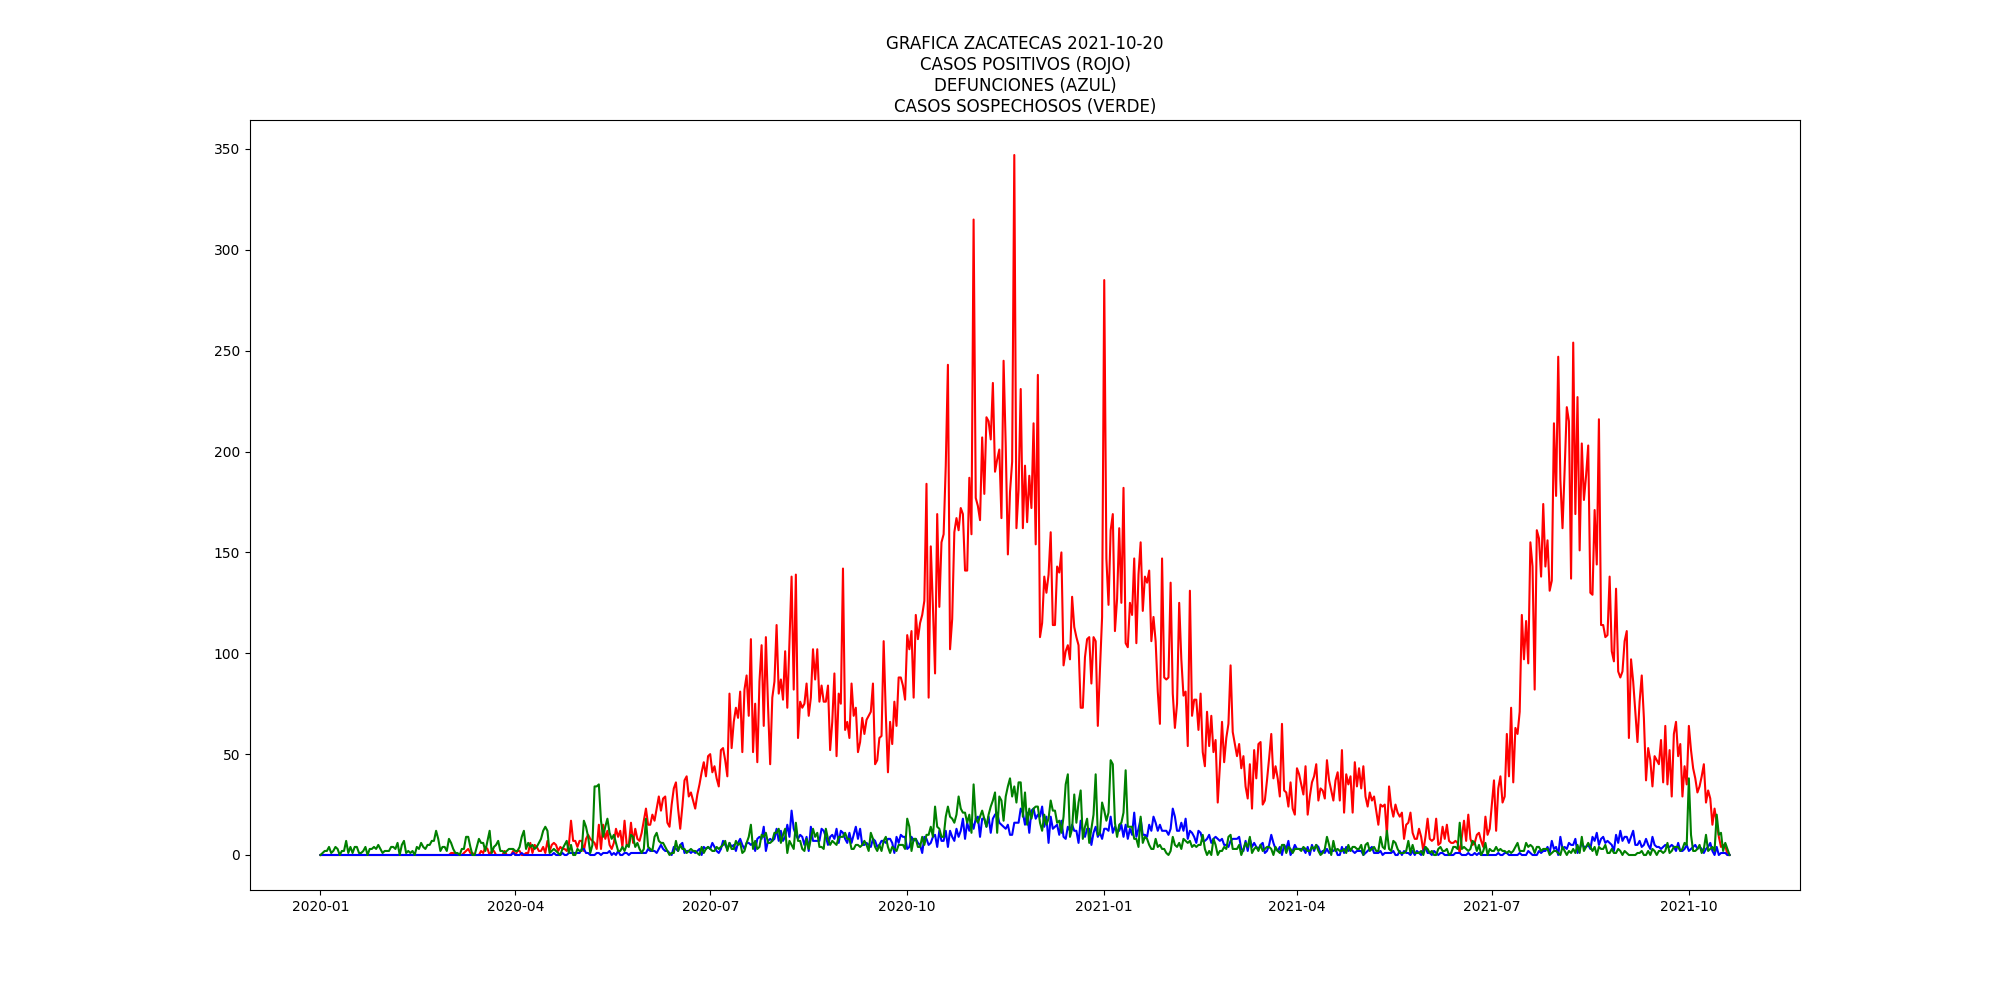 GRAFICA ZACATECAS 2021-10-20
CASOS POSITIVOS (ROJO)
DEFUNCIONES (AZUL)
CASOS SOSPECHOSOS (VERDE)
350
300
250
200
150
100
50
0
2020-01 2020-04 2020-07 2020-10 2021-01 2021-04 2021-07 2021-10